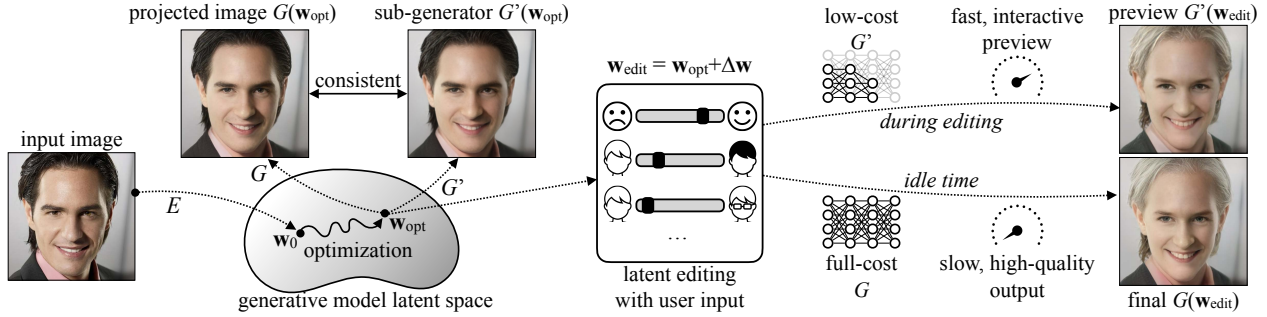 projected image G(w_opt)
sub-generator G'(w_opt)
consistent
input image
E
G
G'
w_0
w_opt
optimization
generative model latent space
w_edit = w_opt+Δw
...
latent editing
with user input
low-cost
G'
fast, interactive
preview
during editing
idle time
full-cost
G
slow, high-quality
output
preview G'(w_edit)
final G(w_edit)